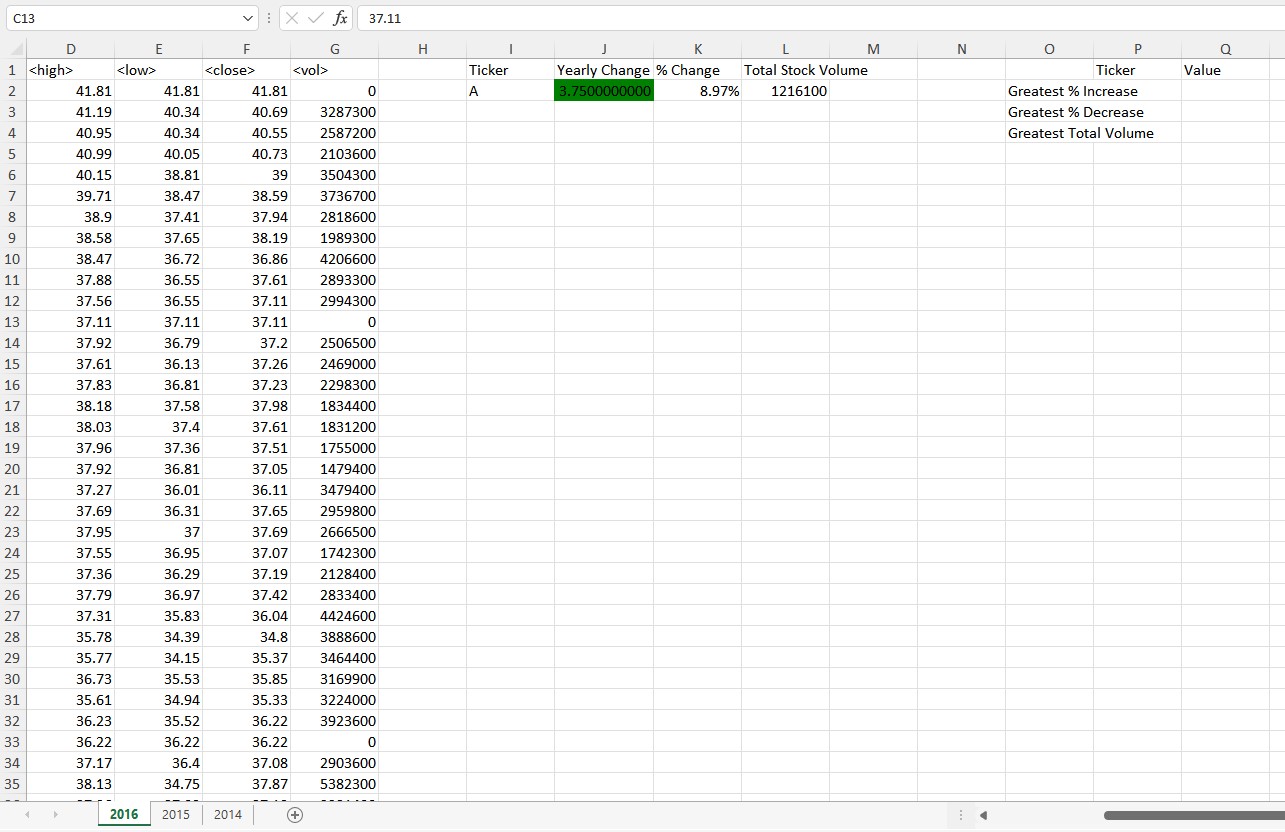 C13 fx 37.11
D E F G H I J K L M N O P Q
1 <high> <low> <close> <vol> Ticker Yearly Change % Change Total Stock Volume Ticker Value
2 41.81 41.81 41.81 0 A 3.7500000000 8.97% 1216100 Greatest % Increase
3 41.19 40.34 40.69 3287300 Greatest % Decrease
4 40.95 40.34 40.55 2587200 Greatest Total Volume
5 40.99 40.05 40.73 2103600
6 40.15 38.81 39 3504300
7 39.71 38.47 38.59 3736700
8 38.9 37.41 37.94 2818600
9 38.58 37.65 38.19 1989300
10 38.47 36.72 36.86 4206600
11 37.88 36.55 37.61 2893300
12 37.56 36.55 37.11 2994300
13 37.11 37.11 37.11 0
14 37.92 36.79 37.2 2506500
15 37.61 36.13 37.26 2469000
16 37.83 36.81 37.23 2298300
17 38.18 37.58 37.98 1834400
18 38.03 37.4 37.61 1831200
19 37.96 37.36 37.51 1755000
20 37.92 36.81 37.05 1479400
21 37.27 36.01 36.11 3479400
22 37.69 36.31 37.65 2959800
23 37.95 37 37.69 2666500
24 37.55 36.95 37.07 1742300
25 37.36 36.29 37.19 2128400
26 37.79 36.97 37.42 2833400
27 37.31 35.83 36.04 4424600
28 35.78 34.39 34.8 3888600
29 35.77 34.15 35.37 3464400
30 36.73 35.53 35.85 3169900
31 35.61 34.94 35.33 3224000
32 36.23 35.52 36.22 3923600
33 36.22 36.22 36.22 0
34 37.17 36.4 37.08 2903600
35 38.13 34.75 37.87 5382300
2016 2015 2014